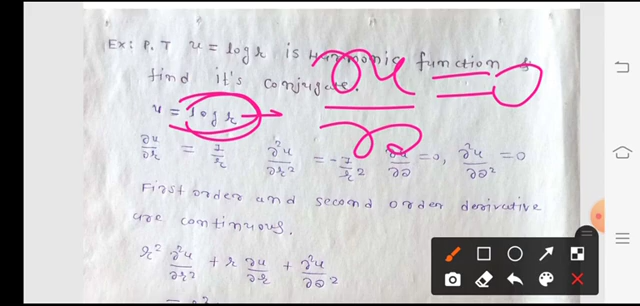 Ex: P.T u = log r is Harmonic function &
find it's conjugate.
u = log r
∂u/∂r = 1/r ∂²u/∂r² = -1/r² ∂u/∂θ = 0, ∂²u/∂θ² = 0
First order and second order derivative
are continuous.
r² ∂²u/∂r² + r ∂u/∂r + ∂²u/∂θ²
∂u/∂θ = 0